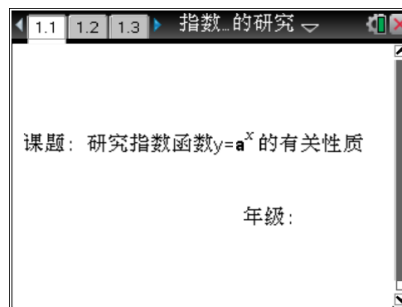 1.1 1.2 1.3 指数…的研究
课题：研究指数函数y=aˣ的有关性质
年级：